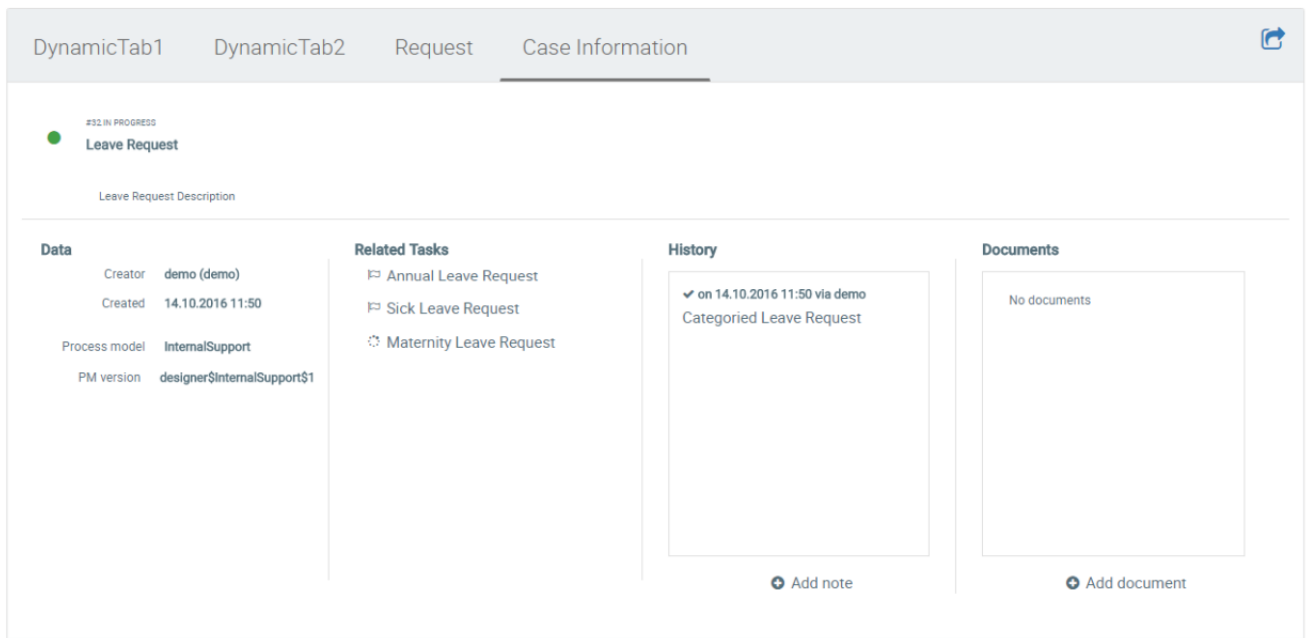 DynamicTab1 DynamicTab2 Request Case Information
#32 IN PROGRESS
Leave Request
Leave Request Description
Data
Creator demo (demo)
Created 14.10.2016 11:50
Process model InternalSupport
PM version designer$InternalSupport$1
Related Tasks
Annual Leave Request
Sick Leave Request
Maternity Leave Request
History
on 14.10.2016 11:50 via demo
Categoried Leave Request
Add note
Documents
No documents
Add document